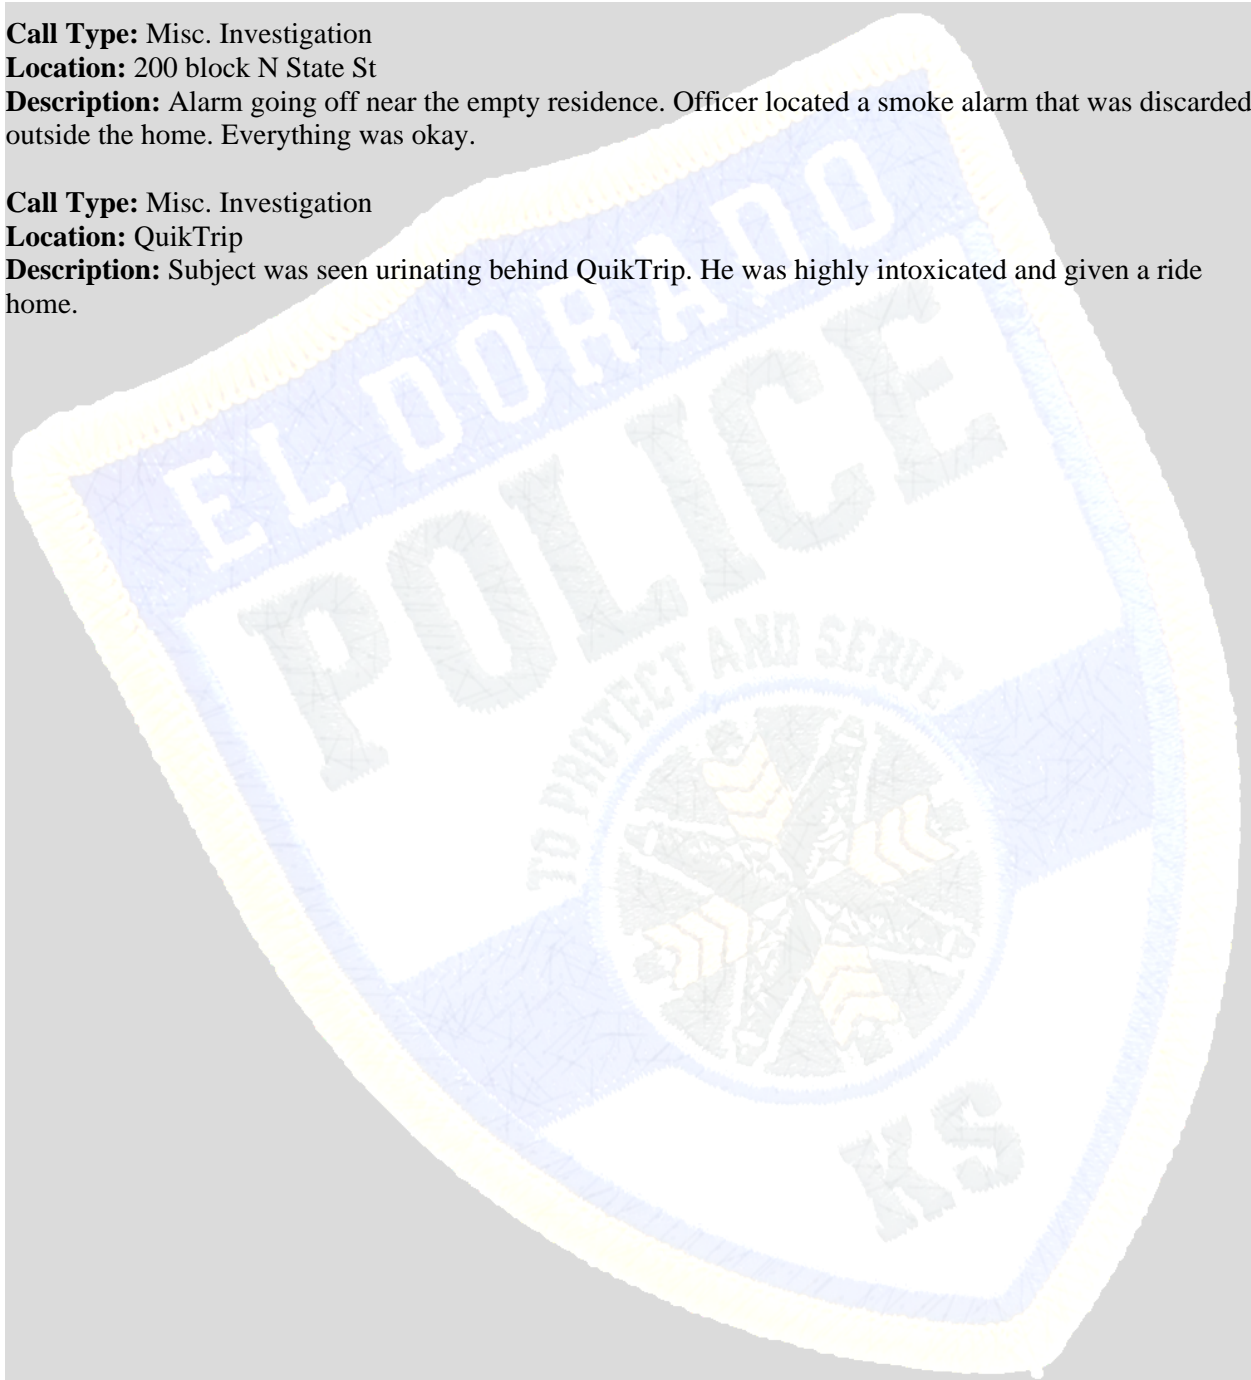 Call Type: Misc. Investigation
Location: 200 block N State St
Description: Alarm going off near the empty residence. Officer located a smoke alarm that was discarded
outside the home. Everything was okay.
Call Type: Misc. Investigation
Location: QuikTrip
Description: Subject was seen urinating behind QuikTrip. He was highly intoxicated and given a ride
home.
EL DORADO
POLICE
TO PROTECT AND SERVE
KS